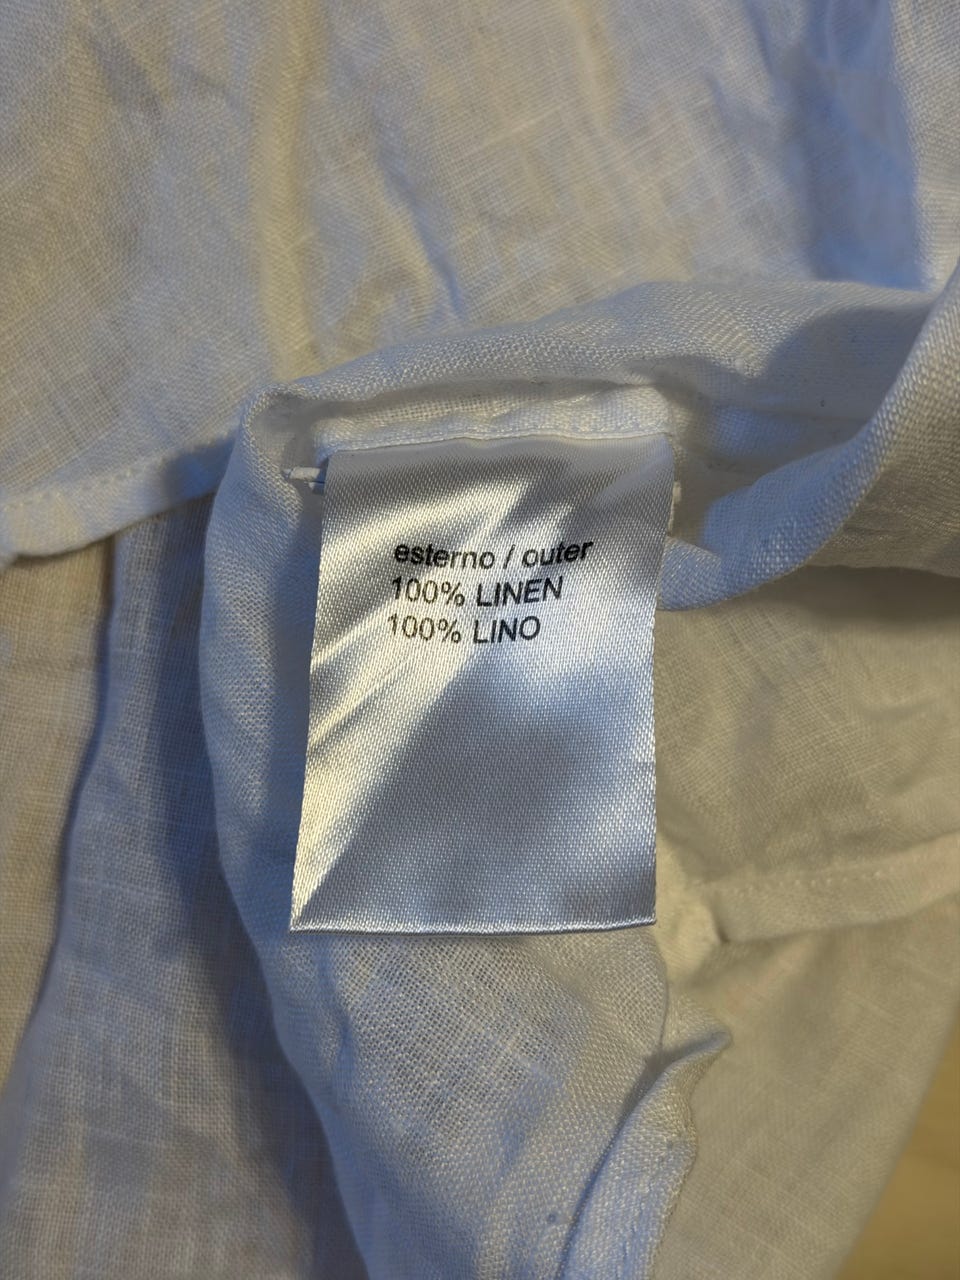 esterno / outer
100% LINEN
100% LINO